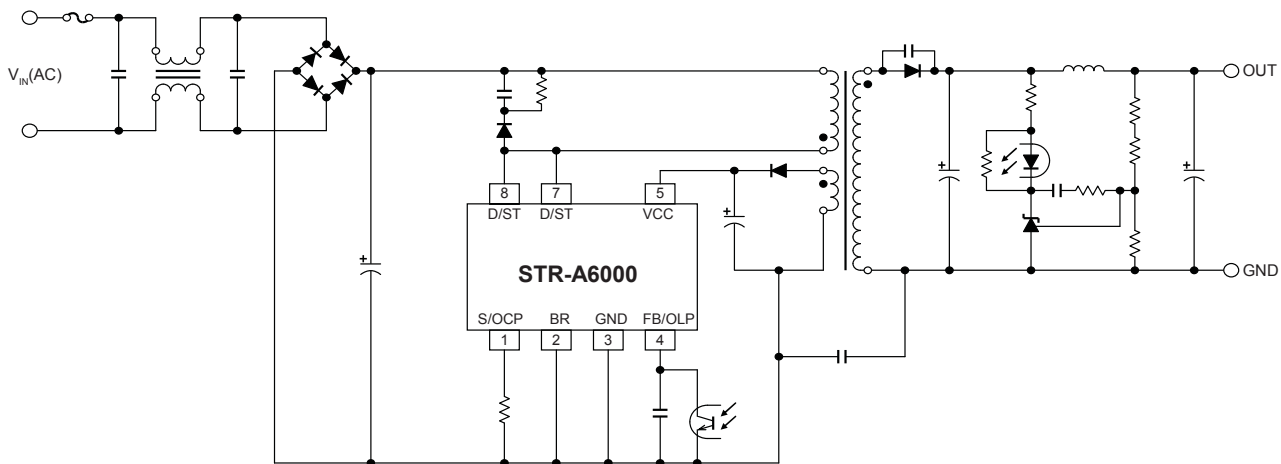 V_IN(AC)
OUT
8 7 5
D/ST D/ST VCC
STR-A6000
GND
S/OCP BR GND FB/OLP
1 2 3 4